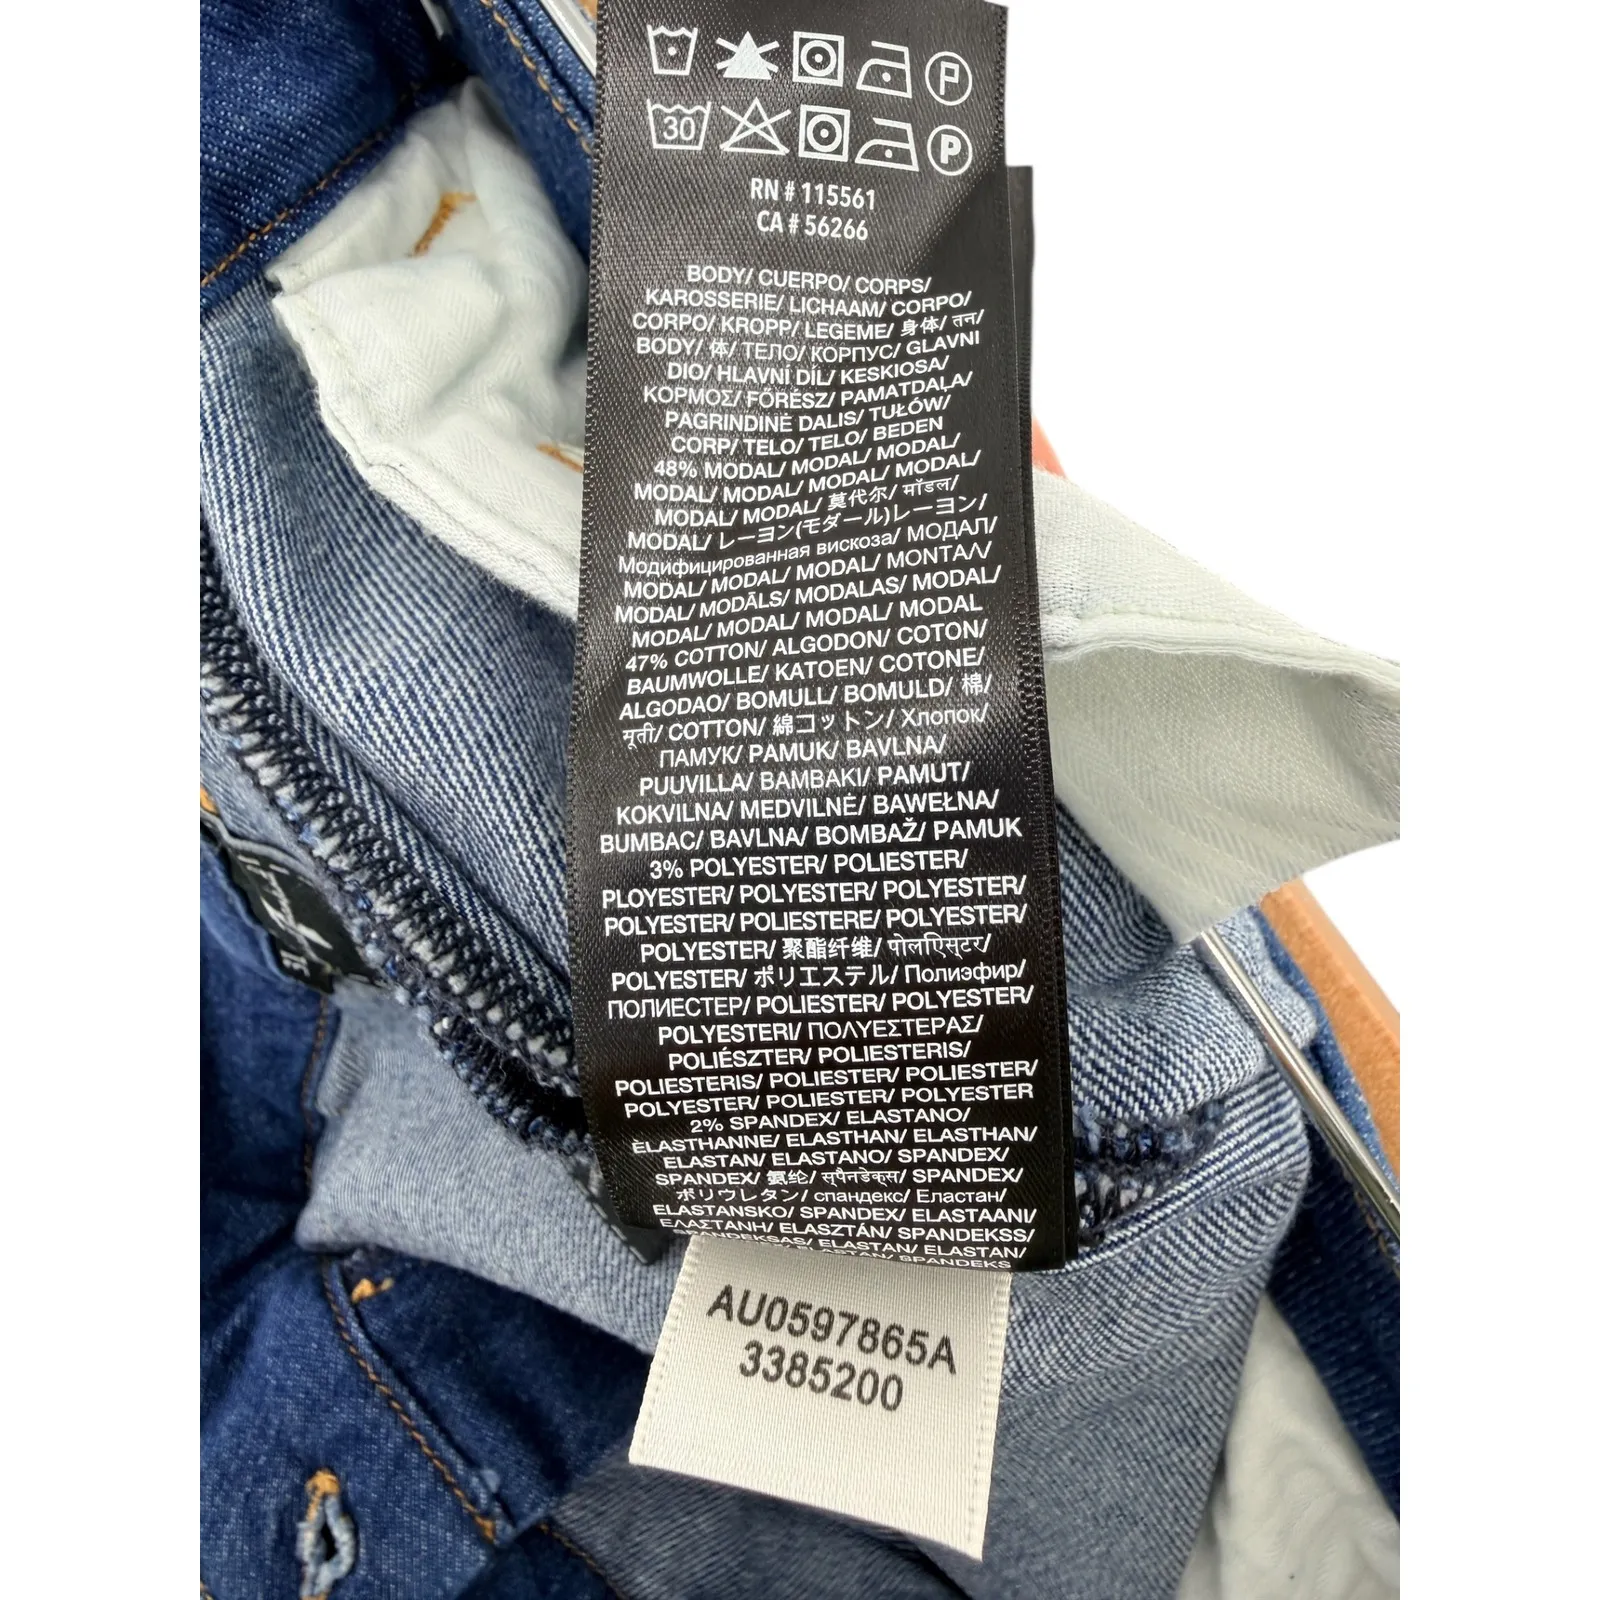 30
RN # 115561
CA # 56266
BODY/ CUERPO/ CORPS/
KAROSSERIE/ LICHAAM/ CORPO/
CORPO/ KROPP/ LEGEME/ 身体/ तन/
BODY/ 体/ ТЕЛО/ КОРПУС/ GLAVNI
DIO/ HLAVNÍ DÍL/ KESKIOSA/
ΚΟΡΜΟΣ/ FŐRÉSZ/ PAMATDAĻA/
PAGRINDINĖ DALIS/ TUŁÓW/
CORP/ TELO/ TELO/ BEDEN
48% MODAL/ MODAL/ MODAL/
MODAL/ MODAL/ MODAL/ MODAL/
MODAL/ MODAL/ 莫代尔/ मॉडल/
MODAL/ レーヨン(モダール)レーヨン/
Модифицированная вискоза/ МОДАЛ/
MODAL/ MODAL/ MODAL/ MONTA/V
MODAL/ MODĀLS/ MODALAS/ MODAL/
MODAL/ MODAL/ MODAL/ MODAL
47% COTTON/ ALGODON/ COTON/
BAUMWOLLE/ KATOEN/ COTONE/
ALGODAO/ BOMULL/ BOMULD/ 棉/
सूती/ COTTON/ 綿コットン/ Хлопок/
ПАМУК/ PAMUK/ BAVLNA/
PUUVILLA/ BAMBAKI/ PAMUT/
KOKVILNA/ MEDVILNĖ/ BAWEŁNA/
BUMBAC/ BAVLNA/ BOMBAŽ/ PAMUK
3% POLYESTER/ POLIESTER/
PLOYESTER/ POLYESTER/ POLYESTER/
POLYESTER/ POLIESTERE/ POLYESTER/
POLYESTER/ 聚酯纤维/ पोलएिस्टर/
POLYESTER/ ポリエステル/ Полиэфир/
ПОЛИЕСТЕР/ POLIESTER/ POLYESTER/
POLYESTERI/ ΠΟΛΥΕΣΤΕΡΑΣ/
POLIÉSZTER/ POLIESTERIS/
POLIESTERIS/ POLIESTER/ POLIESTER/
POLYESTER/ POLIESTER/ POLYESTER
2% SPANDEX/ ELASTANO/
ÈLASTHANNE/ ELASTHAN/ ELASTHAN/
ELASTAN/ ELASTANO/ SPANDEX/
SPANDEX/ 氨纶/ स्पैनडेक्स/ SPANDEX/
ポリウレタン/ спандекс/ Еластан/
ELASTANSKO/ SPANDEX/ ELASTAANI/
ΕΛΑΣΤΑΝΗ/ ELASZTÁN/ SPANDEKSS/
SPANDEKSAS/ ELASTAN/ ELASTAN/
ELASTAN/ SPANDEKS
AU0597865A
3385200